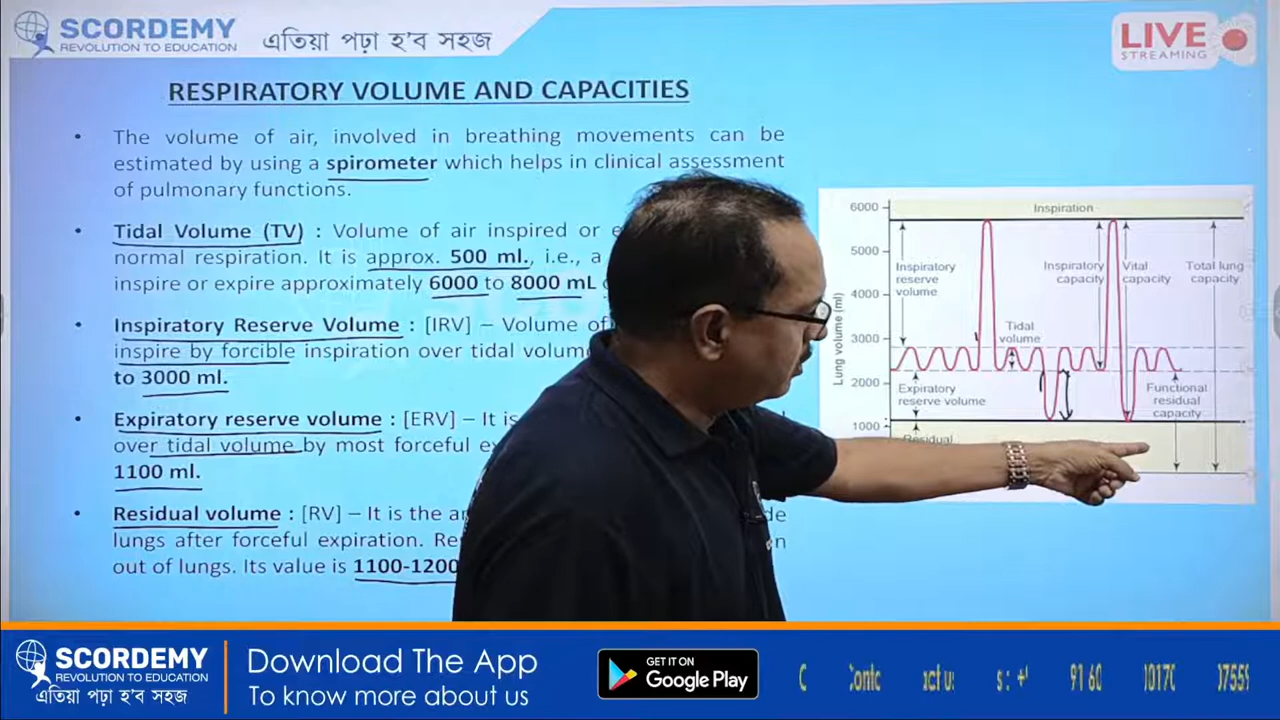 SCORDEMY
REVOLUTION TO EDUCATION
এতিয়া পঢ়া হ'ব সহজ
LIVE
STREAMING
RESPIRATORY VOLUME AND CAPACITIES
• The volume of air, involved in breathing movements can be
estimated by using a spirometer which helps in clinical assessment
of pulmonary functions.
• Tidal Volume (TV) : Volume of air inspired or
normal respiration. It is approx. 500 ml., i.e., a
inspire or expire approximately 6000 to 8000 mL
• Inspiratory Reserve Volume : [IRV] – Volume of
inspire by forcible inspiration over tidal volume
to 3000 ml.
• Expiratory reserve volume : [ERV] – It is
over tidal volume by most forceful
1100 ml.
• Residual volume : [RV] – It is the
lungs after forceful expiration.
out of lungs. Its value is 1100-1200
Lung volume (ml)
6000
5000
4000
3000
2000
1000
Inspiration
Inspiratory
reserve
volume
Tidal
volume
Inspiratory
capacity
Vital
capacity
Total lung
capacity
Expiratory
reserve volume
Functional
residual
capacity
Residual
SCORDEMY
REVOLUTION TO EDUCATION
এতিয়া পঢ়া হ'ব সহজ
Download The App
To know more about us
GET IT ON
Google Play